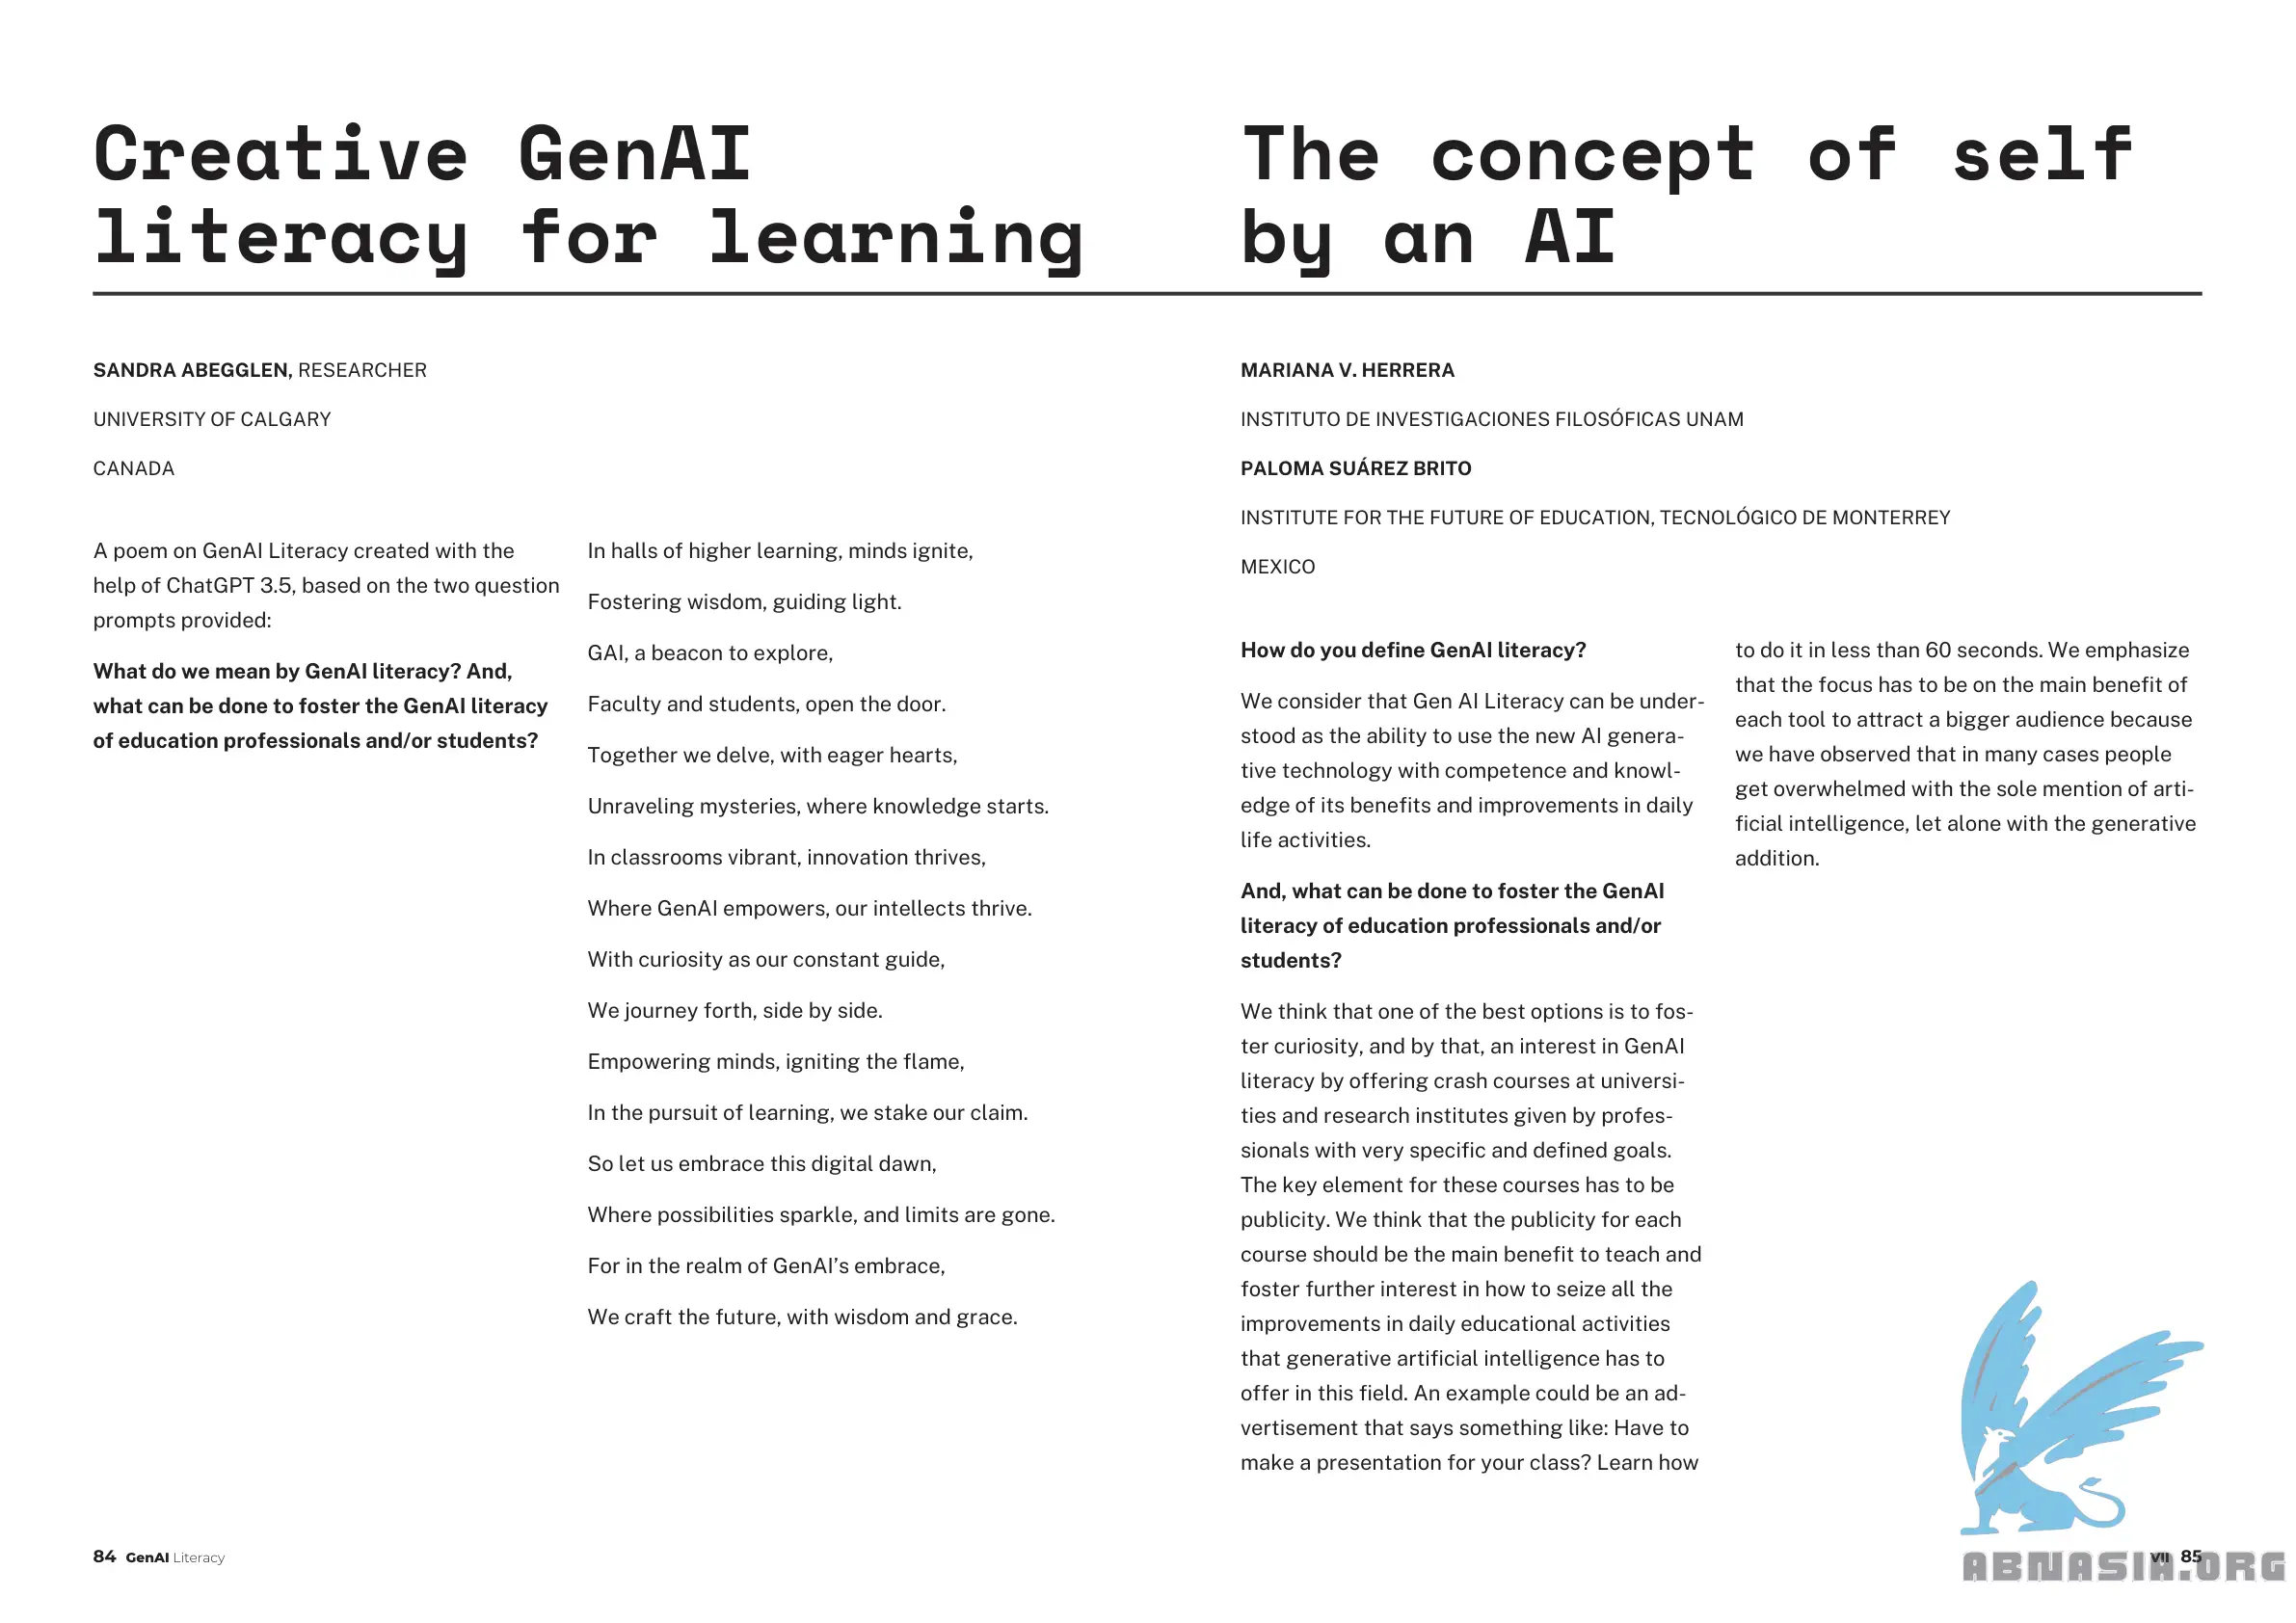 Creative GenAI
literacy for learning
SANDRA ABEGGLEN, RESEARCHER
UNIVERSITY OF CALGARY
CANADA
A poem on GenAI Literacy created with the
help of ChatGPT 3.5, based on the two question
prompts provided:
What do we mean by GenAI literacy? And,
what can be done to foster the GenAI literacy
of education professionals and/or students?
In halls of higher learning, minds ignite,
Fostering wisdom, guiding light.
GAI, a beacon to explore,
Faculty and students, open the door.
Together we delve, with eager hearts,
Unraveling mysteries, where knowledge starts.
In classrooms vibrant, innovation thrives,
Where GenAI empowers, our intellects thrive.
With curiosity as our constant guide,
We journey forth, side by side.
Empowering minds, igniting the flame,
In the pursuit of learning, we stake our claim.
So let us embrace this digital dawn,
Where possibilities sparkle, and limits are gone.
For in the realm of GenAI’s embrace,
We craft the future, with wisdom and grace.
84 GenAI Literacy
The concept of self
by an AI
MARIANA V. HERRERA
INSTITUTO DE INVESTIGACIONES FILOSÓFICAS UNAM
PALOMA SUÁREZ BRITO
INSTITUTE FOR THE FUTURE OF EDUCATION, TECNOLÓGICO DE MONTERREY
MEXICO
How do you define GenAI literacy?
We consider that Gen AI Literacy can be under-
stood as the ability to use the new AI genera-
tive technology with competence and knowl-
edge of its benefits and improvements in daily
life activities.
And, what can be done to foster the GenAI
literacy of education professionals and/or
students?
We think that one of the best options is to fos-
ter curiosity, and by that, an interest in GenAI
literacy by offering crash courses at universi-
ties and research institutes given by profes-
sionals with very specific and defined goals.
The key element for these courses has to be
publicity. We think that the publicity for each
course should be the main benefit to teach and
foster further interest in how to seize all the
improvements in daily educational activities
that generative artificial intelligence has to
offer in this field. An example could be an ad-
vertisement that says something like: Have to
make a presentation for your class? Learn how
to do it in less than 60 seconds. We emphasize
that the focus has to be on the main benefit of
each tool to attract a bigger audience because
we have observed that in many cases people
get overwhelmed with the sole mention of arti-
ficial intelligence, let alone with the generative
addition.
VII 85
ABNASIA.ORG